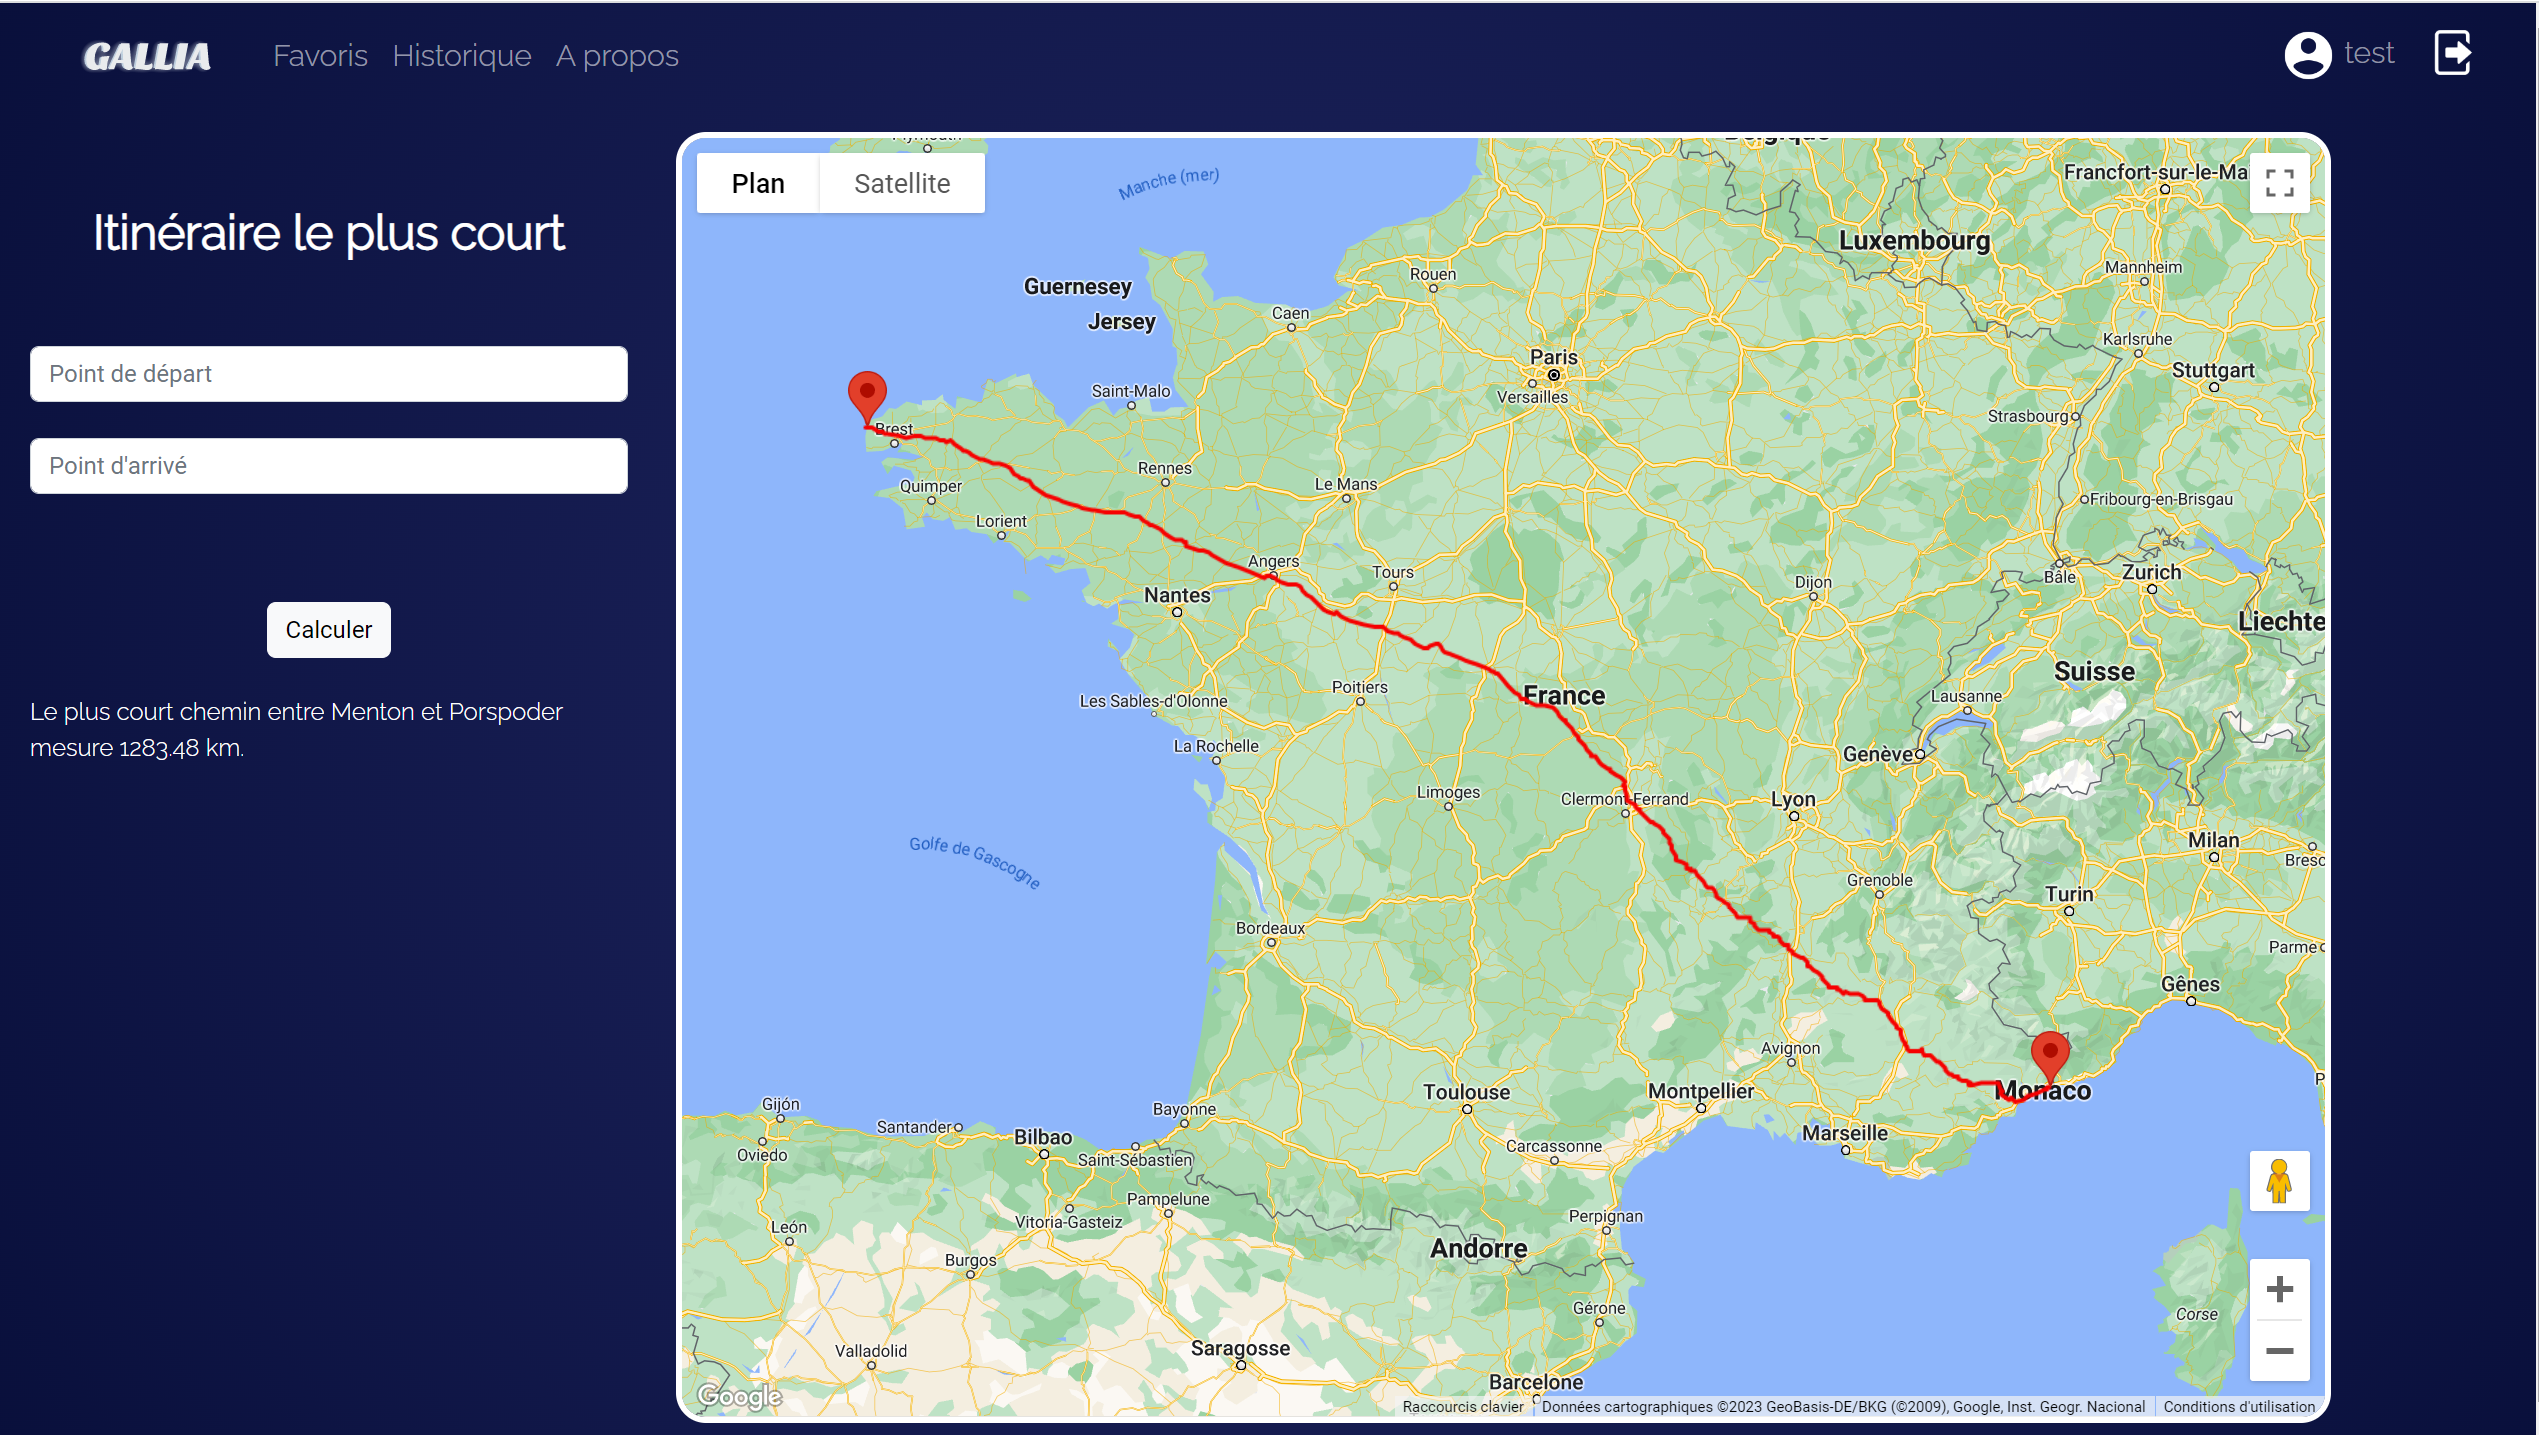 GALLIA
Favoris
Historique
A propos
test
Itinéraire le plus court
Point de départ
Point d'arrivé
Calculer
Le plus court chemin entre Menton et Porspoder
mesure 1283.48 km.
Plan
Satellite
Manche (mer)
Francfort-sur-le-Ma
Luxembourg
Mannheim
Guernesey
Jersey
Rouen
Caen
Karlsruhe
Paris
Versailles
Stuttgart
Saint-Malo
Strasbourg
Brest
Rennes
Quimper
Le Mans
Fribourg-en-Brisgau
Lorient
Angers
Tours
Dijon
Bâle
Zurich
Nantes
Liechte
Suisse
Poitiers
France
Les Sables-d'Olonne
Lausanne
La Rochelle
Genève
Limoges
Clermont-Ferrand
Lyon
Golfe de Gascogne
Milan
Bresc
Grenoble
Turin
Bordeaux
Parme
Gênes
Avignon
Monaco
Toulouse
Montpellier
Gijón
Bayonne
Santander
Bilbao
Marseille
Oviedo
Saint-Sébastien
Carcassonne
Pampelune
León
Vitoria-Gasteiz
Perpignan
Andorre
Burgos
Gérone
Corse
Valladolid
Saragosse
Barcelone
Google
Raccourcis clavier
Données cartographiques ©2023 GeoBasis-DE/BKG (©2009), Google, Inst. Geogr. Nacional
Conditions d'utilisation